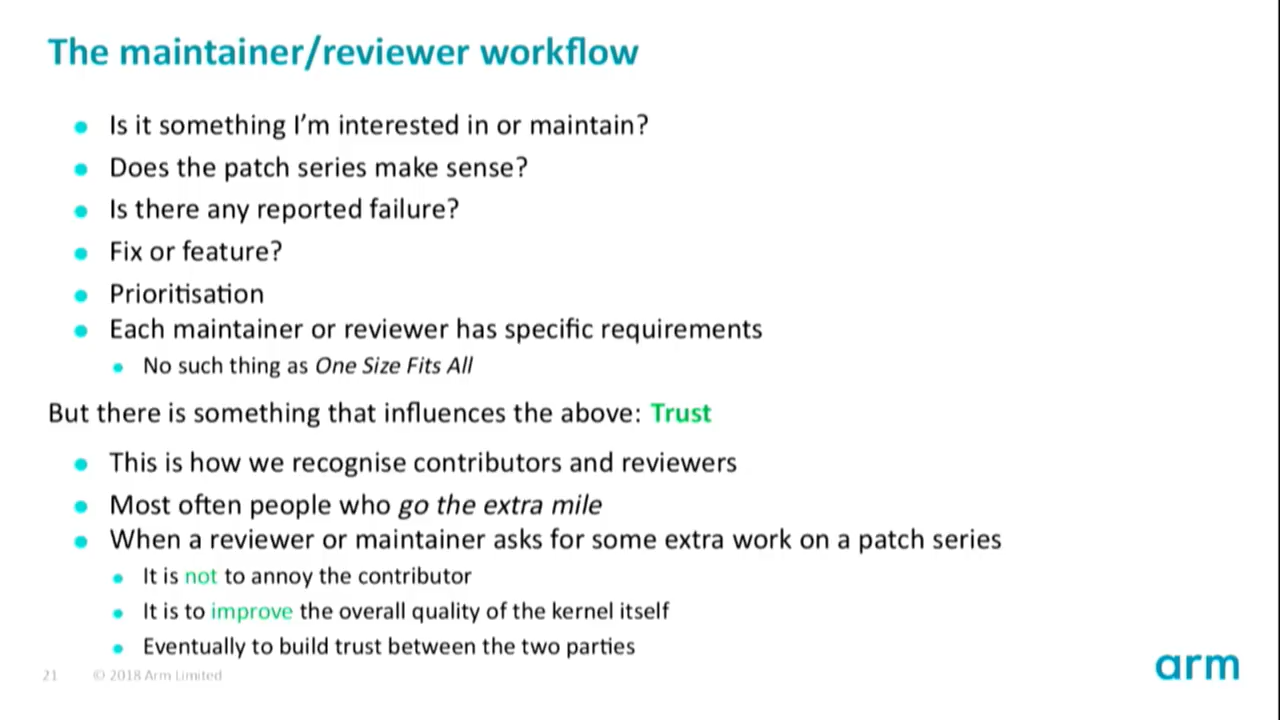 The maintainer/reviewer workflow
Is it something I'm interested in or maintain?
Does the patch series make sense?
Is there any reported failure?
Fix or feature?
Prioritisation
Each maintainer or reviewer has specific requirements
No such thing as One Size Fits All
But there is something that influences the above: Trust
This is how we recognise contributors and reviewers
Most often people who go the extra mile
When a reviewer or maintainer asks for some extra work on a patch series
It is not to annoy the contributor
It is to improve the overall quality of the kernel itself
Eventually to build trust between the two parties
21 © 2018 Arm Limited
arm